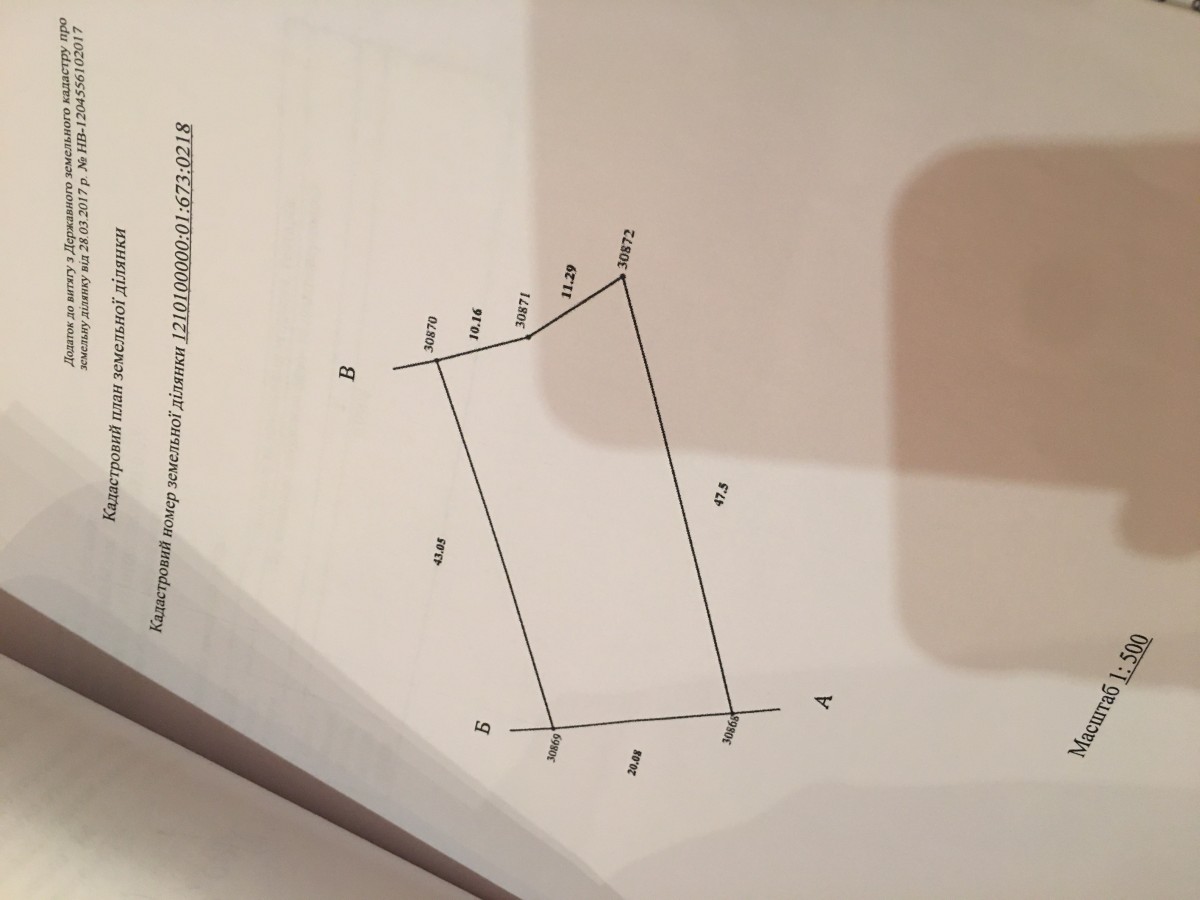 Додаток до витягу з Державного земельного кадастру про
земельну ділянку від 28.03.2017 р. № НВ-1204556102017
Кадастровий план земельної ділянки
Кадастровий номер земельної ділянки 1210100000:01:673:0218
В
30870
10.16
30871
11.29
30872
43.05
47.5
Б
30869
20.08
30868
А
Масштаб 1: 500